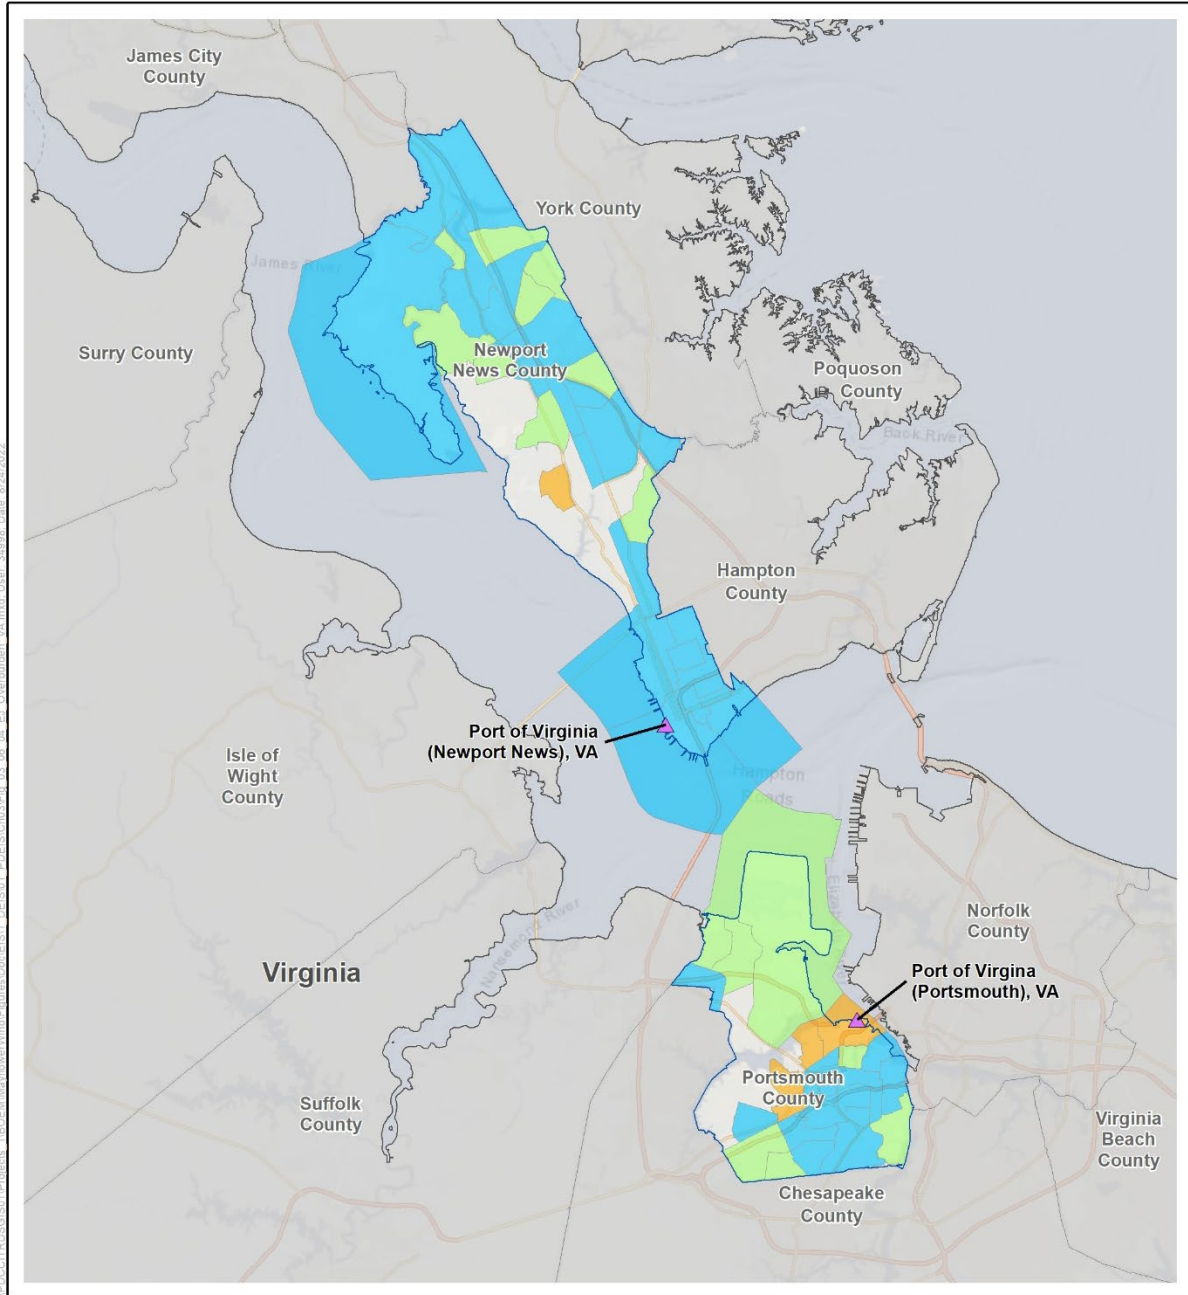 James City
County
York County
James River
Surry County
Newport
News County
Poquoson
County
Back River
Hampton
County
Port of Virginia
(Newport News), VA
Isle of
Wight
County
Hampton
Roads
Nansemond River
Norfolk
County
Virginia
Port of Virgina
(Portsmouth), VA
Portsmouth
County
Suffolk
County
Virginia
Beach
County
Chesapeake
County